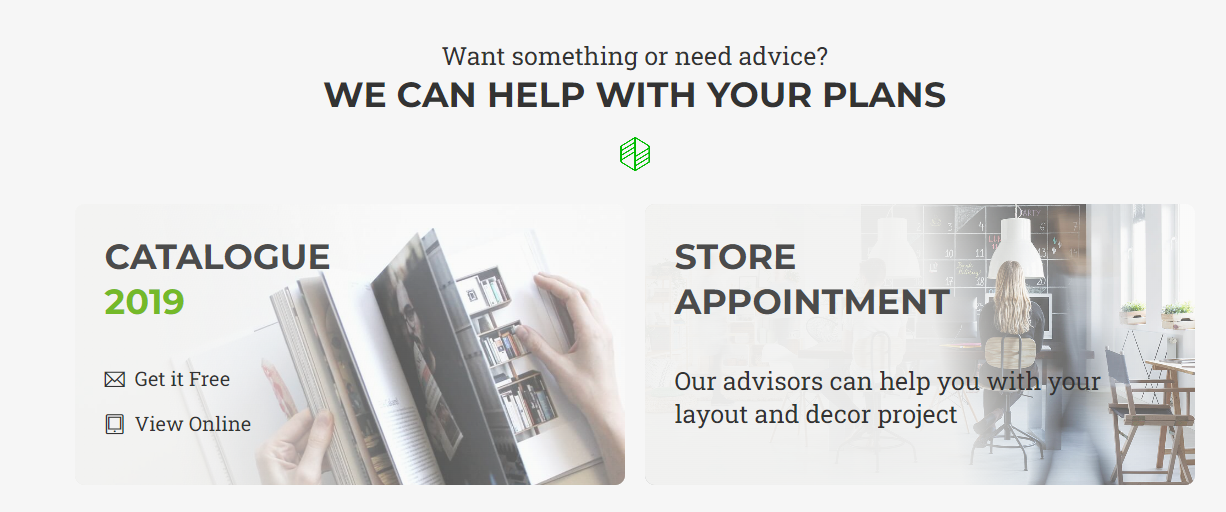 Want something or need advice?
WE CAN HELP WITH YOUR PLANS
CATALOGUE
2019
Get it Free
View Online
STORE
APPOINTMENT
Our advisors can help you with your
layout and decor project